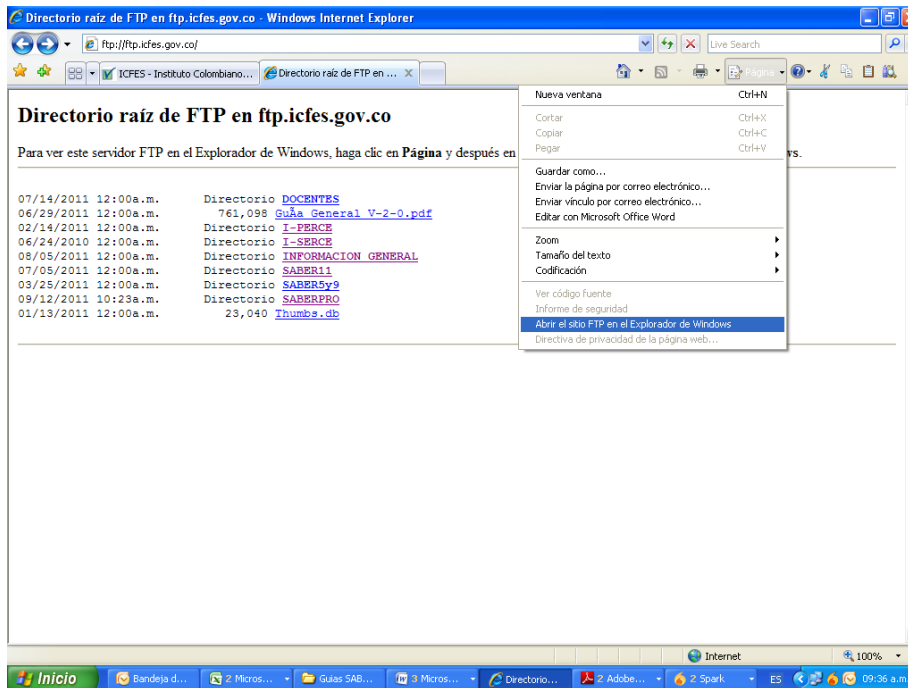 Directorio raíz de FTP en ftp.icfes.gov.co - Windows Internet Explorer
ftp://ftp.icfes.gov.co/
Live Search
ICFES - Instituto Colombiano...
Directorio raíz de FTP en ...
Página
Directorio raíz de FTP en ftp.icfes.gov.co
Para ver este servidor FTP en el Explorador de Windows, haga clic en Página y después en
vs.
07/14/2011 12:00a.m. Directorio DOCENTES
06/29/2011 12:00a.m. 761,098 GuÃa General V-2-0.pdf
02/14/2011 12:00a.m. Directorio I-PERCE
06/24/2010 12:00a.m. Directorio I-SERCE
08/05/2011 12:00a.m. Directorio INFORMACION GENERAL
07/05/2011 12:00a.m. Directorio SABER11
03/25/2011 12:00a.m. Directorio SABER5y9
09/12/2011 10:23a.m. Directorio SABERPRO
01/13/2011 12:00a.m. 23,040 Thumbs.db
Nueva ventana Ctrl+N
Cortar Ctrl+X
Copiar Ctrl+C
Pegar Ctrl+V
Guardar como...
Enviar la página por correo electrónico...
Enviar vínculo por correo electrónico...
Editar con Microsoft Office Word
Zoom
Tamaño del texto
Codificación
Ver código fuente
Informe de seguridad
Abrir el sitio FTP en el Explorador de Windows
Directiva de privacidad de la página web...
Internet
100%
Inicio
Bandeja d...
2 Micros...
Guias SAB...
3 Micros...
Directorio...
2 Adobe...
2 Spark
ES
09:36 a.m.